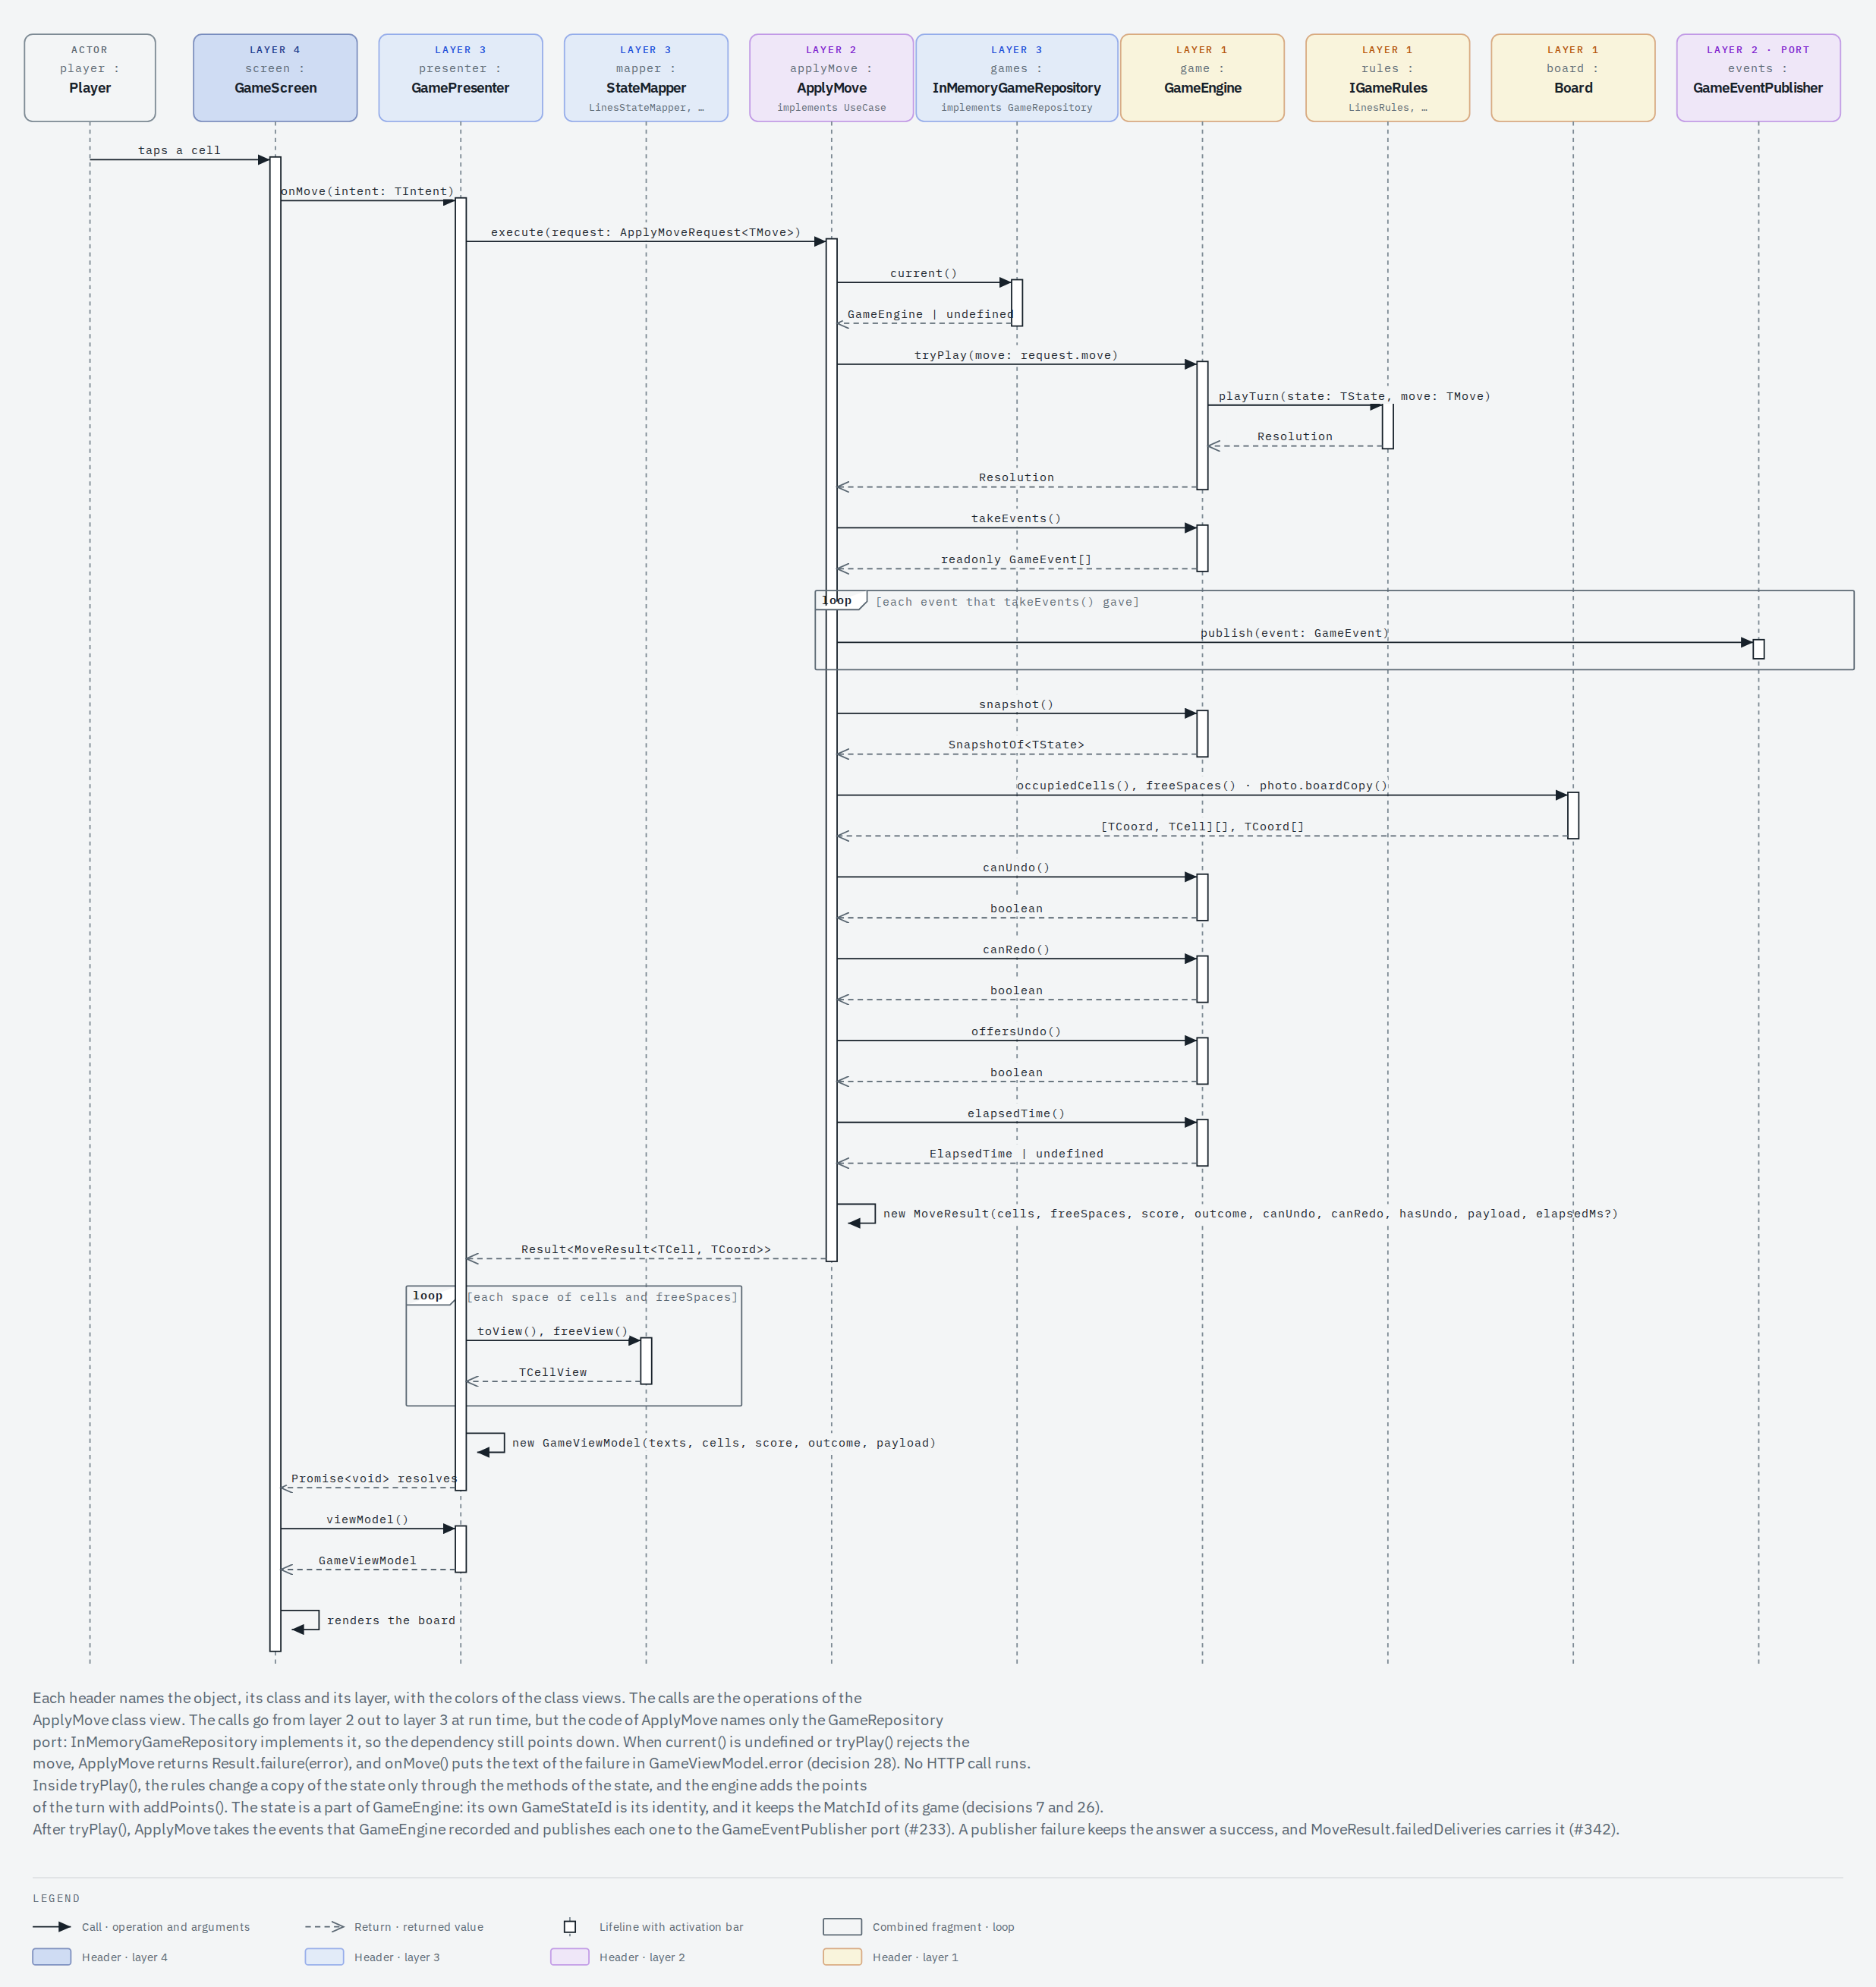 ACTOR
player :
Player
LAYER 4
screen :
GameScreen
LAYER 3
presenter :
GamePresenter
LAYER 3
mapper :
StateMapper
LinesStateMapper, …
LAYER 2
applyMove :
ApplyMove
implements UseCase
LAYER 3
games :
InMemoryGameRepository
implements GameRepository
LAYER 1
game :
GameEngine
LAYER 1
rules :
IGameRules
LinesRules, …
LAYER 1
board :
Board
LAYER 2 · PORT
events :
GameEventPublisher
taps a cell
onMove(intent: TIntent)
execute(request: ApplyMoveRequest<TMove>)
current()
GameEngine | undefined
tryPlay(move: request.move)
playTurn(state: TState, move: TMove)
Resolution
Resolution
takeEvents()
readonly GameEvent[]
loop [each event that takeEvents() gave]
publish(event: GameEvent)
snapshot()
SnapshotOf<TState>
occupiedCells(), freeSpaces() · photo.boardCopy()
[TCoord, TCell][], TCoord[]
canUndo()
boolean
canRedo()
boolean
offersUndo()
boolean
elapsedTime()
ElapsedTime | undefined
new MoveResult(cells, freeSpaces, score, outcome, canUndo, canRedo, hasUndo, payload, elapsedMs?)
Result<MoveResult<TCell, TCoord>>
loop [each space of cells and freeSpaces]
toView(), freeView()
TCellView
new GameViewModel(texts, cells, score, outcome, payload)
Promise<void> resolves
viewModel()
GameViewModel
renders the board
Each header names the object, its class and its layer, with the colors of the class views. The calls are the operations of the
ApplyMove class view. The calls go from layer 2 out to layer 3 at run time, but the code of ApplyMove names only the GameRepository
port: InMemoryGameRepository implements it, so the dependency still points down. When current() is undefined or tryPlay() rejects the
move, ApplyMove returns Result.failure(error), and onMove() puts the text of the failure in GameViewModel.error (decision 28). No HTTP call runs.
Inside tryPlay(), the rules change a copy of the state only through the methods of the state, and the engine adds the points
of the turn with addPoints(). The state is a part of GameEngine: its own GameStateId is its identity, and it keeps the MatchId of its game (decisions 7 and 26).
After tryPlay(), ApplyMove takes the events that GameEngine recorded and publishes each one to the GameEventPublisher port (#233). A publisher failure keeps the answer a success, and MoveResult.failedDeliveries carries it (#342).
LEGEND
Call · operation and arguments
Return · returned value
Lifeline with activation bar
Combined fragment · loop
Header · layer 4
Header · layer 3
Header · layer 2
Header · layer 1